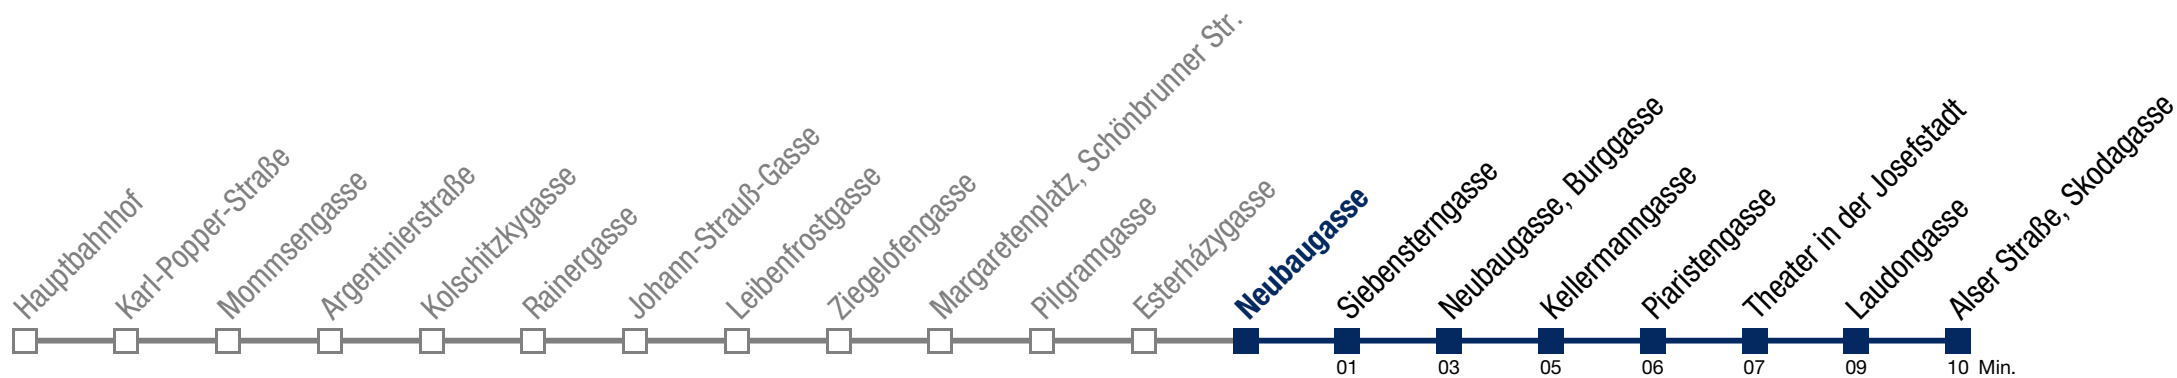 Hauptbahnhof
Karl-Popper-Straße
Mommsengasse
Argentinierstraße
Kolschitzkygasse
Rainergasse
Johann-Strauß-Gasse
Leibenfrostgasse
Ziegelofengasse
Margaretenplatz, Schönbrunner Str.
Pilgramgasse
Esterházygasse
Neubaugasse
Siebensterngasse
Neubaugasse, Burggasse
Kellermanngasse
Piaristengasse
Theater in der Josefstadt
Laudongasse
Alser Straße, Skodagasse
01 03 05 06 07 09 10 Min.